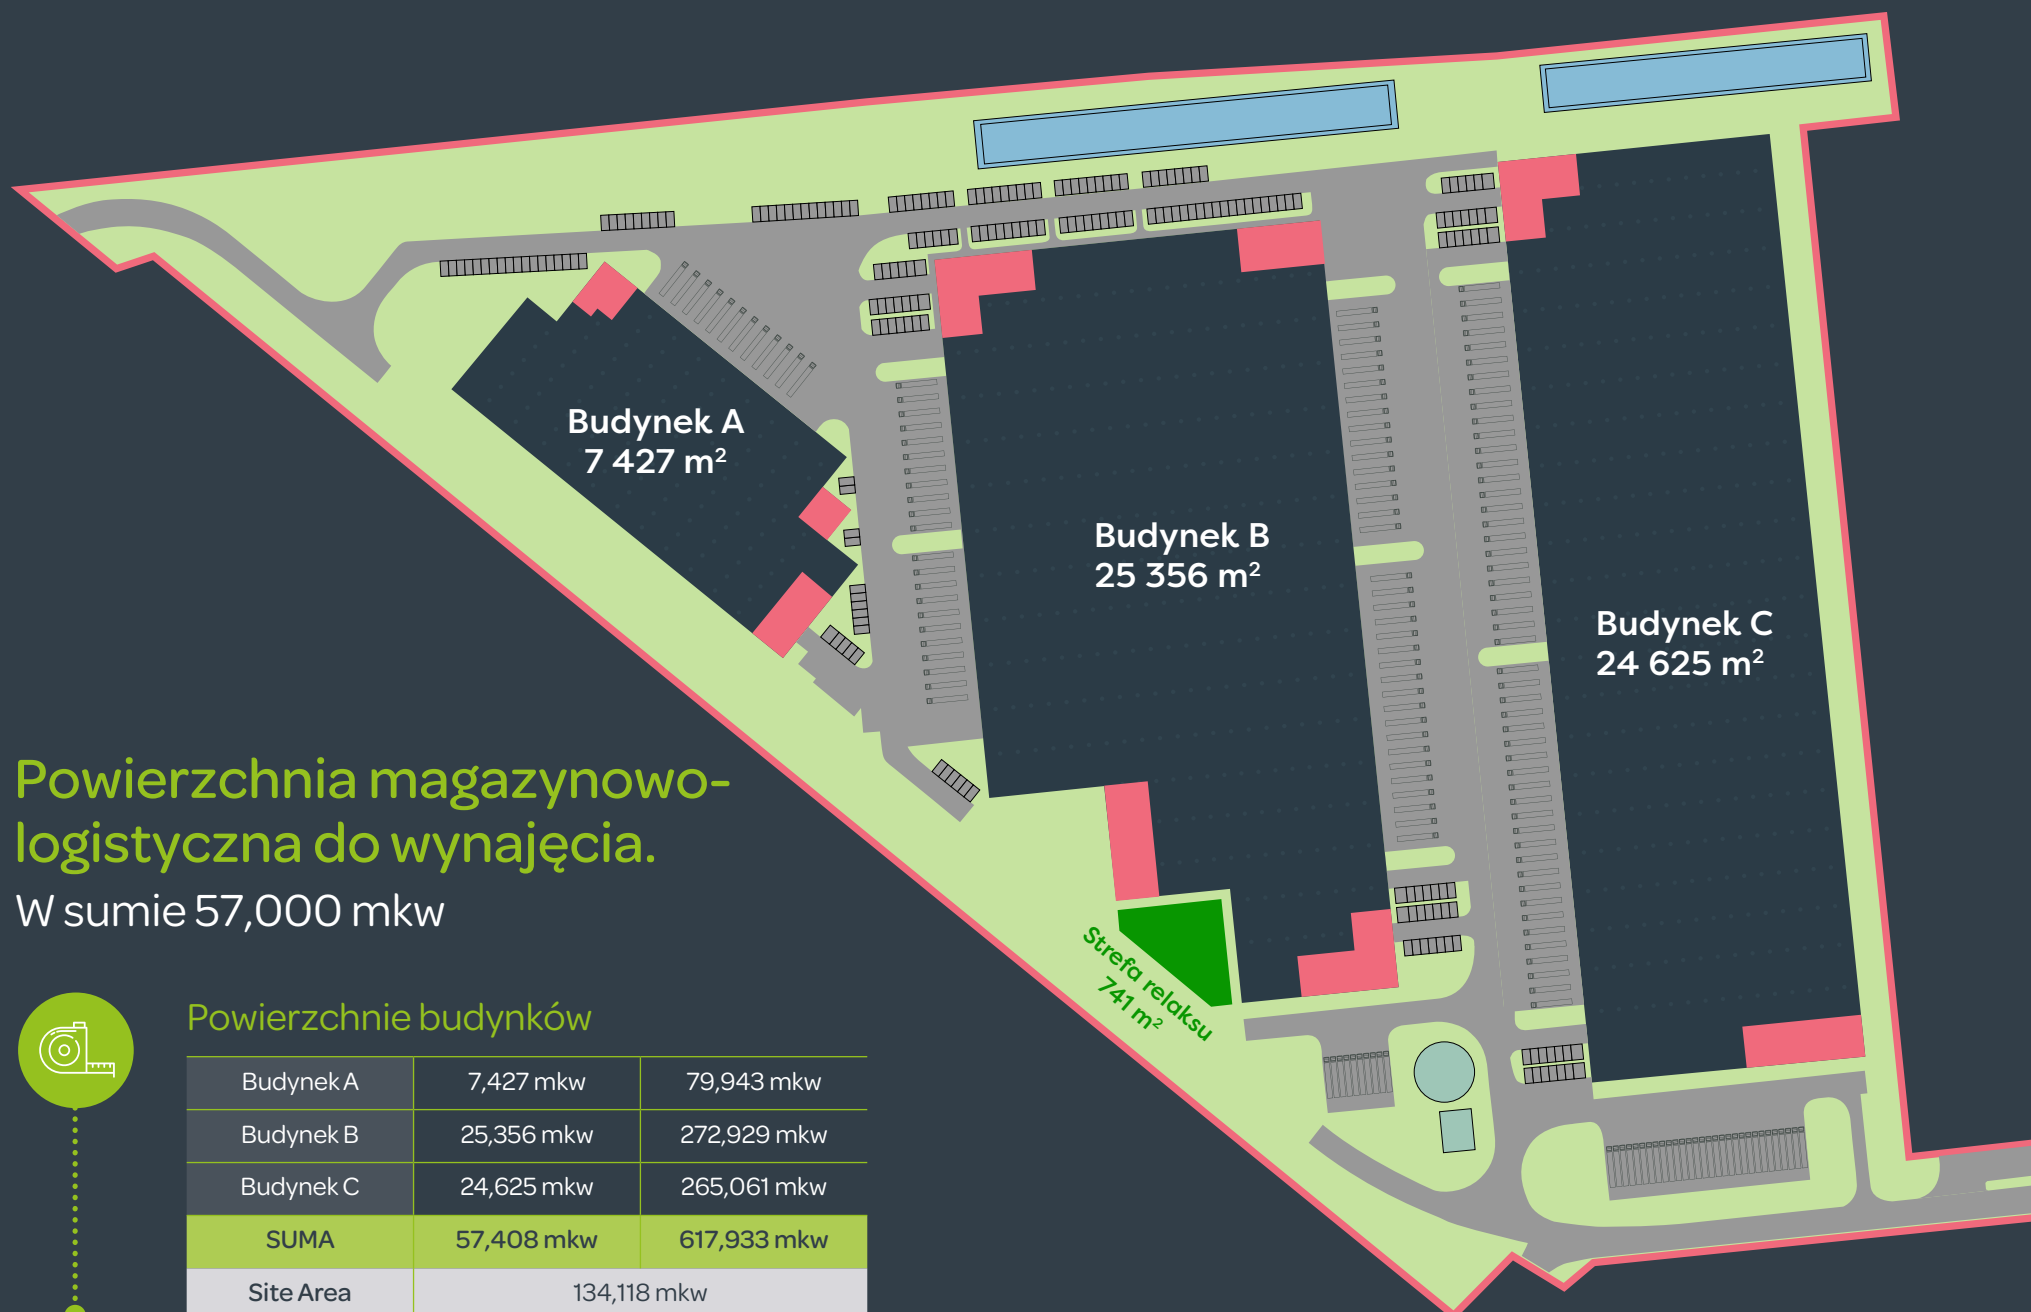 Budynek A
7 427 m²
Budynek B
25 356 m²
Budynek C
24 625 m²
Strefa relaksu
741 m²
Powierzchnia magazynowo-
logistyczna do wynajęcia.
W sumie 57,000 mkw
Powierzchnie budynków
Budynek A 7,427 mkw 79,943 mkw
Budynek B 25,356 mkw 272,929 mkw
Budynek C 24,625 mkw 265,061 mkw
SUMA 57,408 mkw 617,933 mkw
Site Area 134,118 mkw